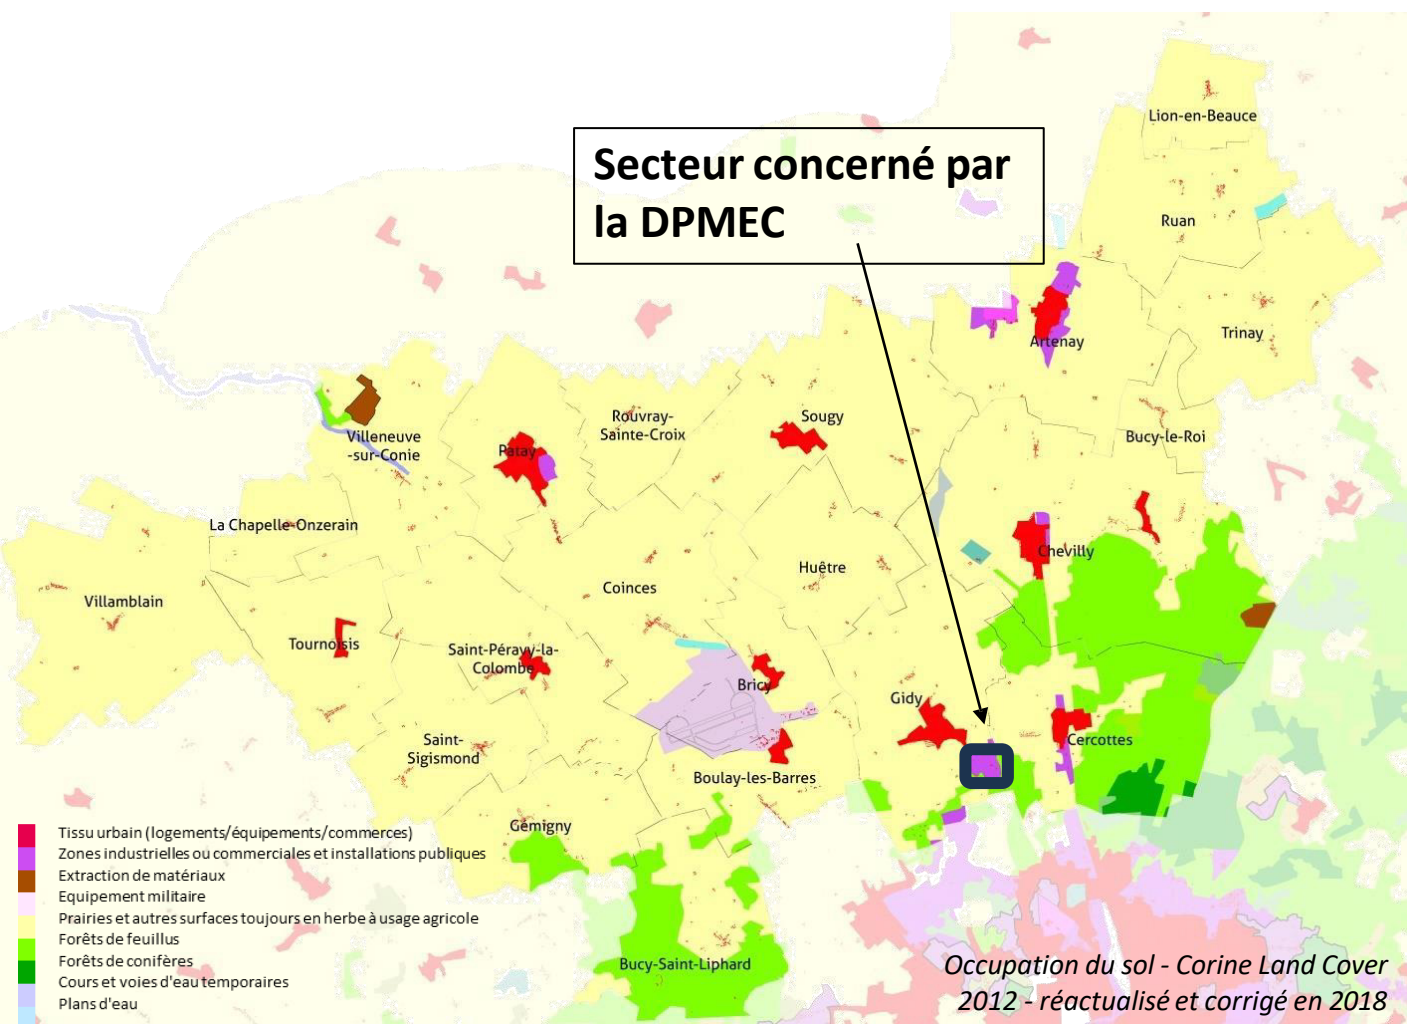 Lion-en-Beauce
Secteur concerné par
la DPMEC
Ruan
Trinay
Artenay
Rouvray-
Sainte-Croix
Sougy
Bucy-le-Roi
Villeneuve
-sur-Conie
Patay
La Chapelle-Onzerain
Chevilly
Huêtre
Coinces
Villamblain
Tournoisis
Saint-Péravy-la-
Colombe
Bricy
Gidy
Cercottes
Saint-
Sigismond
Boulay-les-Barres
Gémigny
Bucy-Saint-Liphard
Tissu urbain (logements/équipements/commerces)
Zones industrielles ou commerciales et installations publiques
Extraction de matériaux
Equipement militaire
Prairies et autres surfaces toujours en herbe à usage agricole
Forêts de feuillus
Forêts de conifères
Cours et voies d'eau temporaires
Plans d'eau
Occupation du sol - Corine Land Cover
2012 - réactualisé et corrigé en 2018